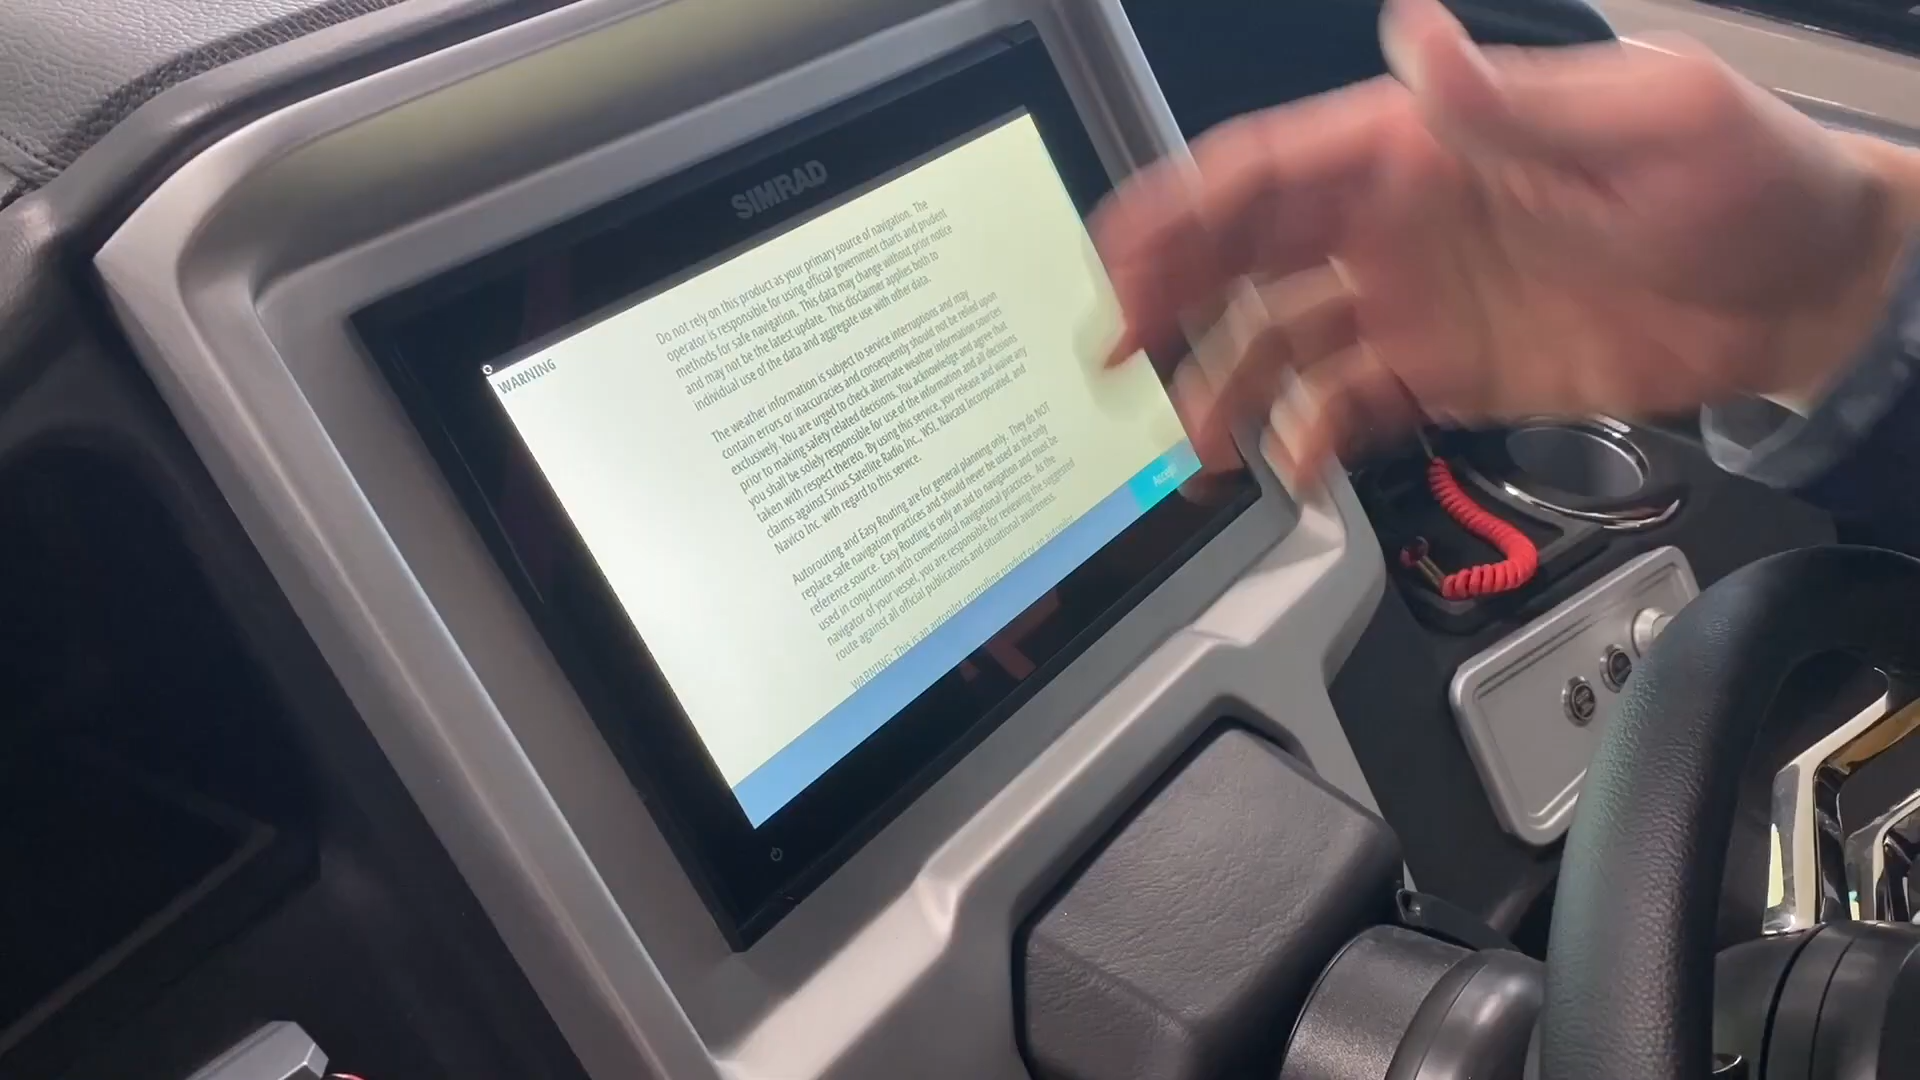 SIMRAD
WARNING
Do not rely on this product as your primary source of navigation. The
operator is responsible for using official government charts and prudent
methods for safe navigation. This data may change without prior notice
and may not be the latest update. This disclaimer applies both to
individual use of the data and aggregate use with other data.
The weather information is subject to service interruptions and may
contain errors or inaccuracies and consequently should not be relied upon
exclusively. You are urged to check alternate weather information sources
prior to making safety related decisions. You acknowledge and agree that
you shall be solely responsible for use of the information and all decisions
taken with respect thereto. By using this service, you release and waive any
claims against Sirius Satellite Radio Inc., WSI, Navcast Incorporated, and
Navico Inc. with regard to this service.
Autorouting and Easy Routing are for general planning only. They do NOT
replace safe navigation practices and should never be used as the only
reference source. Easy Routing is only an aid to navigation and must be
used in conjunction with conventional navigational practices. As the
navigator of your vessel, you are responsible for reviewing the suggested
route against all official publications and situational awareness.
WARNING: This is an autopilot controlling product or an autopilot
Accept